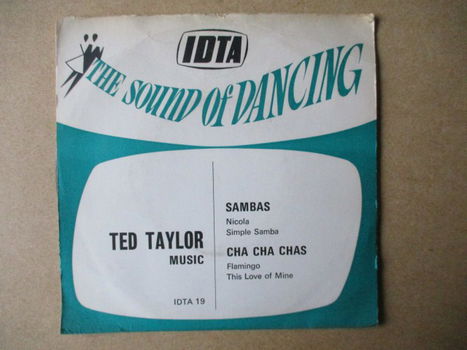 IDTA
THE SOUND Of DANCING
TED TAYLOR
MUSIC
IDTA 19
SAMBAS
Nicola
Simple Samba
CHA CHA CHAS
Flamingo
This Love of Mine